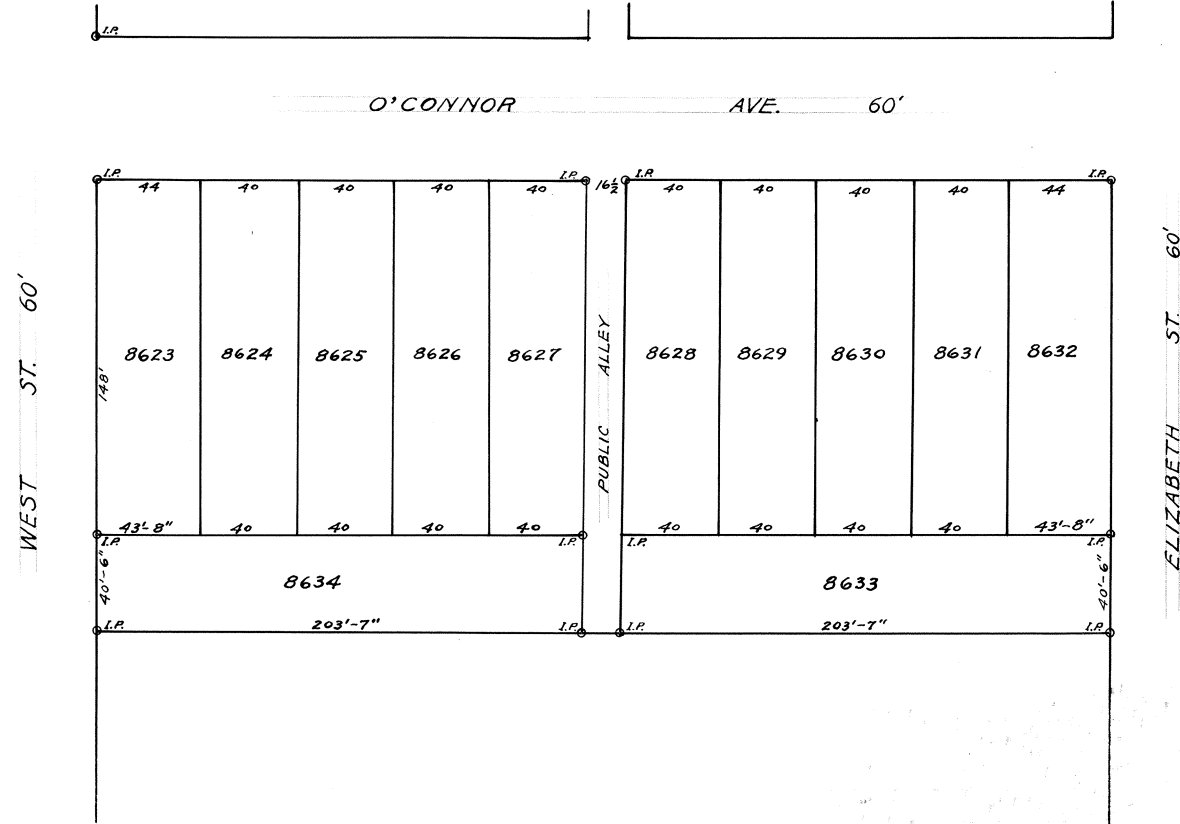 I.P.
O'CONNOR AVE. 60'
I.P. I.P. 16½ I.P. I.P.
44 40 40 40 40 40 40 40 40 44
WEST ST. 60'
148'
8623 8624 8625 8626 8627 8628 8629 8630 8631 8632
PUBLIC ALLEY
ELIZABETH ST. 60'
43'-8" 40 40 40 40 40 40 40 40 43'-8"
I.P. I.P. I.P. I.P.
40'-6" 8634 8633 40'-6"
I.P. 203'-7" I.P. I.P. 203'-7" I.P.